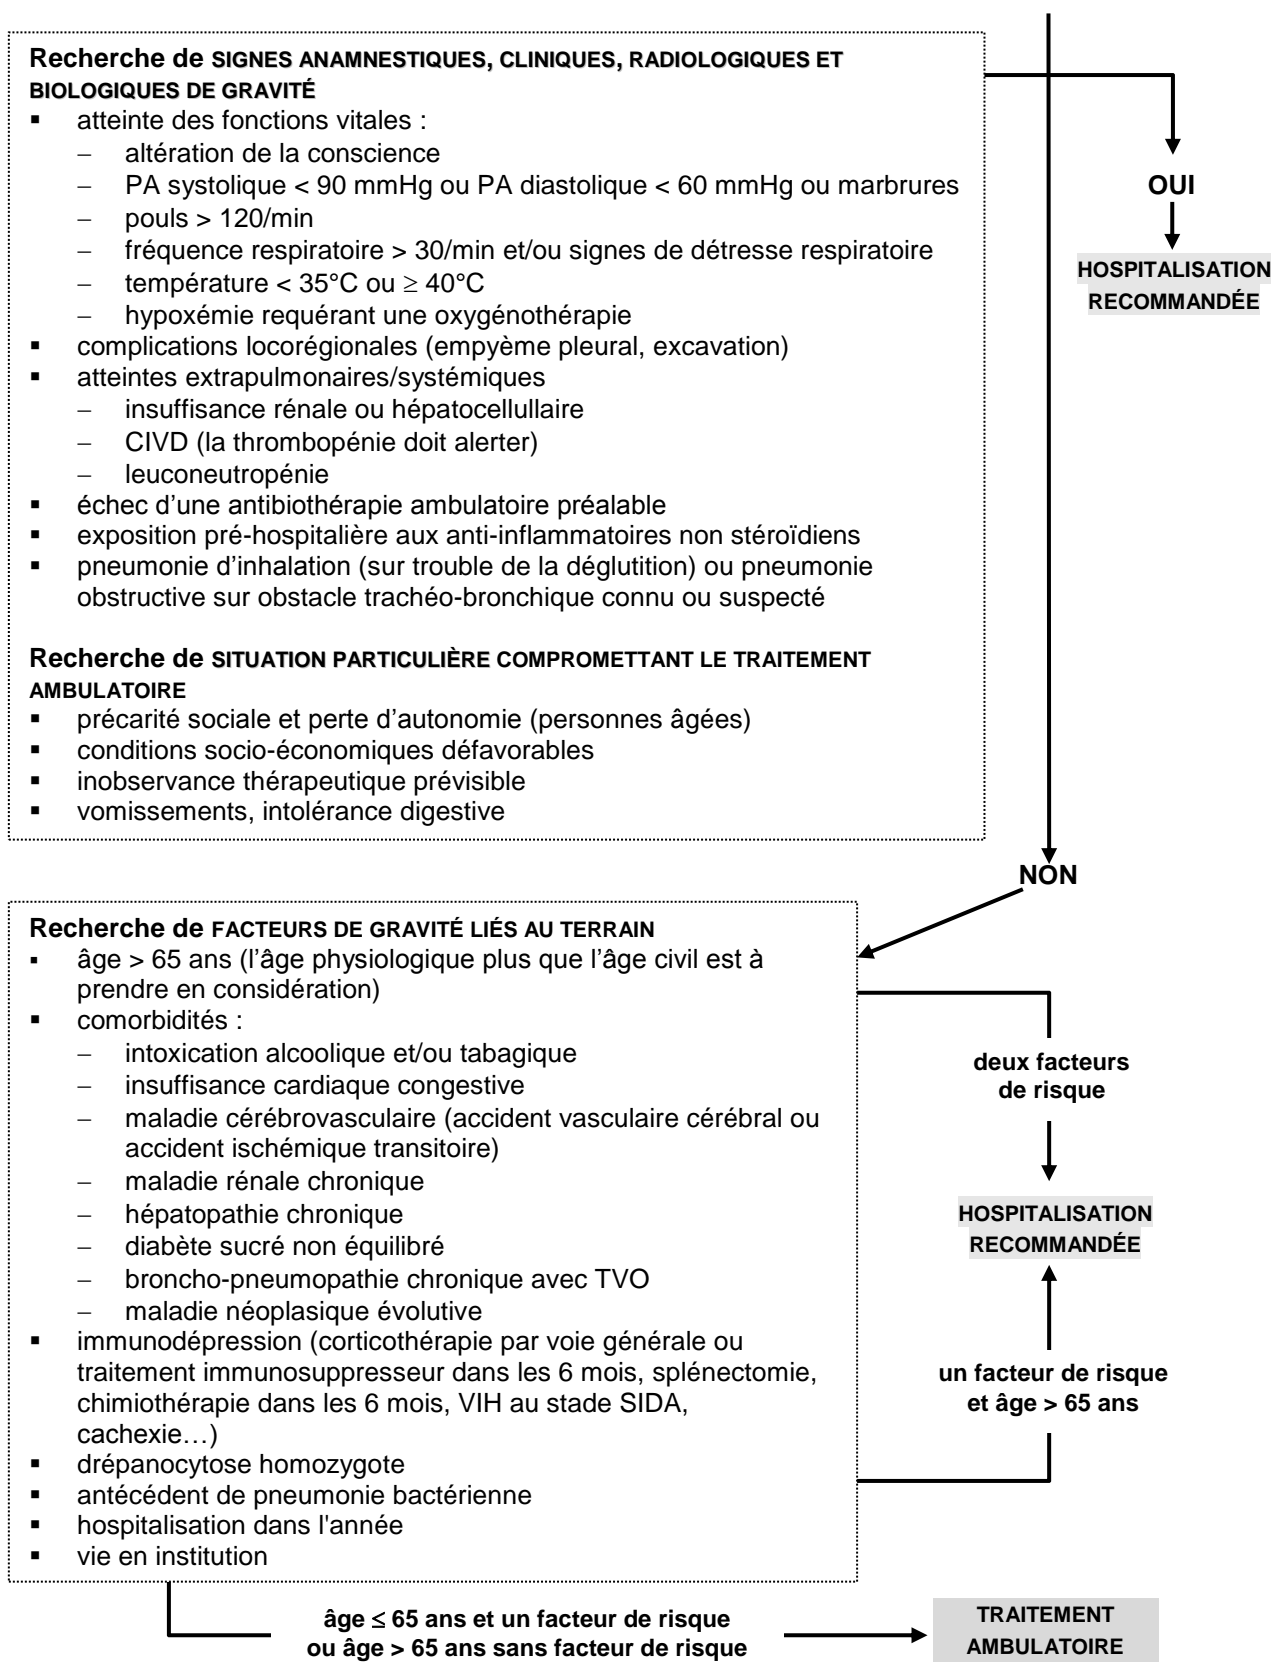 Recherche de SIGNES ANAMNESTIQUES, CLINIQUES, RADIOLOGIQUES ET
BIOLOGIQUES DE GRAVITÉ
▪ atteinte des fonctions vitales :
– altération de la conscience
– PA systolique < 90 mmHg ou PA diastolique < 60 mmHg ou marbrures
– pouls > 120/min
– fréquence respiratoire > 30/min et/ou signes de détresse respiratoire
– température < 35°C ou ≥ 40°C
– hypoxémie requérant une oxygénothérapie
▪ complications locorégionales (empyème pleural, excavation)
▪ atteintes extrapulmonaires/systémiques
– insuffisance rénale ou hépatocellullaire
– CIVD (la thrombopénie doit alerter)
– leuconeutropénie
▪ échec d’une antibiothérapie ambulatoire préalable
▪ exposition pré-hospitalière aux anti-inflammatoires non stéroïdiens
▪ pneumonie d’inhalation (sur trouble de la déglutition) ou pneumonie
obstructive sur obstacle trachéo-bronchique connu ou suspecté
Recherche de SITUATION PARTICULIÈRE COMPROMETTANT LE TRAITEMENT
AMBULATOIRE
▪ précarité sociale et perte d’autonomie (personnes âgées)
▪ conditions socio-économiques défavorables
▪ inobservance thérapeutique prévisible
▪ vomissements, intolérance digestive
OUI
HOSPITALISATION
RECOMMANDÉE
NON
Recherche de FACTEURS DE GRAVITÉ LIÉS AU TERRAIN
▪ âge > 65 ans (l’âge physiologique plus que l’âge civil est à
prendre en considération)
▪ comorbidités :
– intoxication alcoolique et/ou tabagique
– insuffisance cardiaque congestive
– maladie cérébrovasculaire (accident vasculaire cérébral ou
accident ischémique transitoire)
– maladie rénale chronique
– hépatopathie chronique
– diabète sucré non équilibré
– broncho-pneumopathie chronique avec TVO
– maladie néoplasique évolutive
▪ immunodépression (corticothérapie par voie générale ou
traitement immunosuppresseur dans les 6 mois, splénectomie,
chimiothérapie dans les 6 mois, VIH au stade SIDA,
cachexie…)
▪ drépanocytose homozygote
▪ antécédent de pneumonie bactérienne
▪ hospitalisation dans l'année
▪ vie en institution
deux facteurs
de risque
HOSPITALISATION
RECOMMANDÉE
un facteur de risque
et âge > 65 ans
âge ≤ 65 ans et un facteur de risque
ou âge > 65 ans sans facteur de risque
TRAITEMENT
AMBULATOIRE